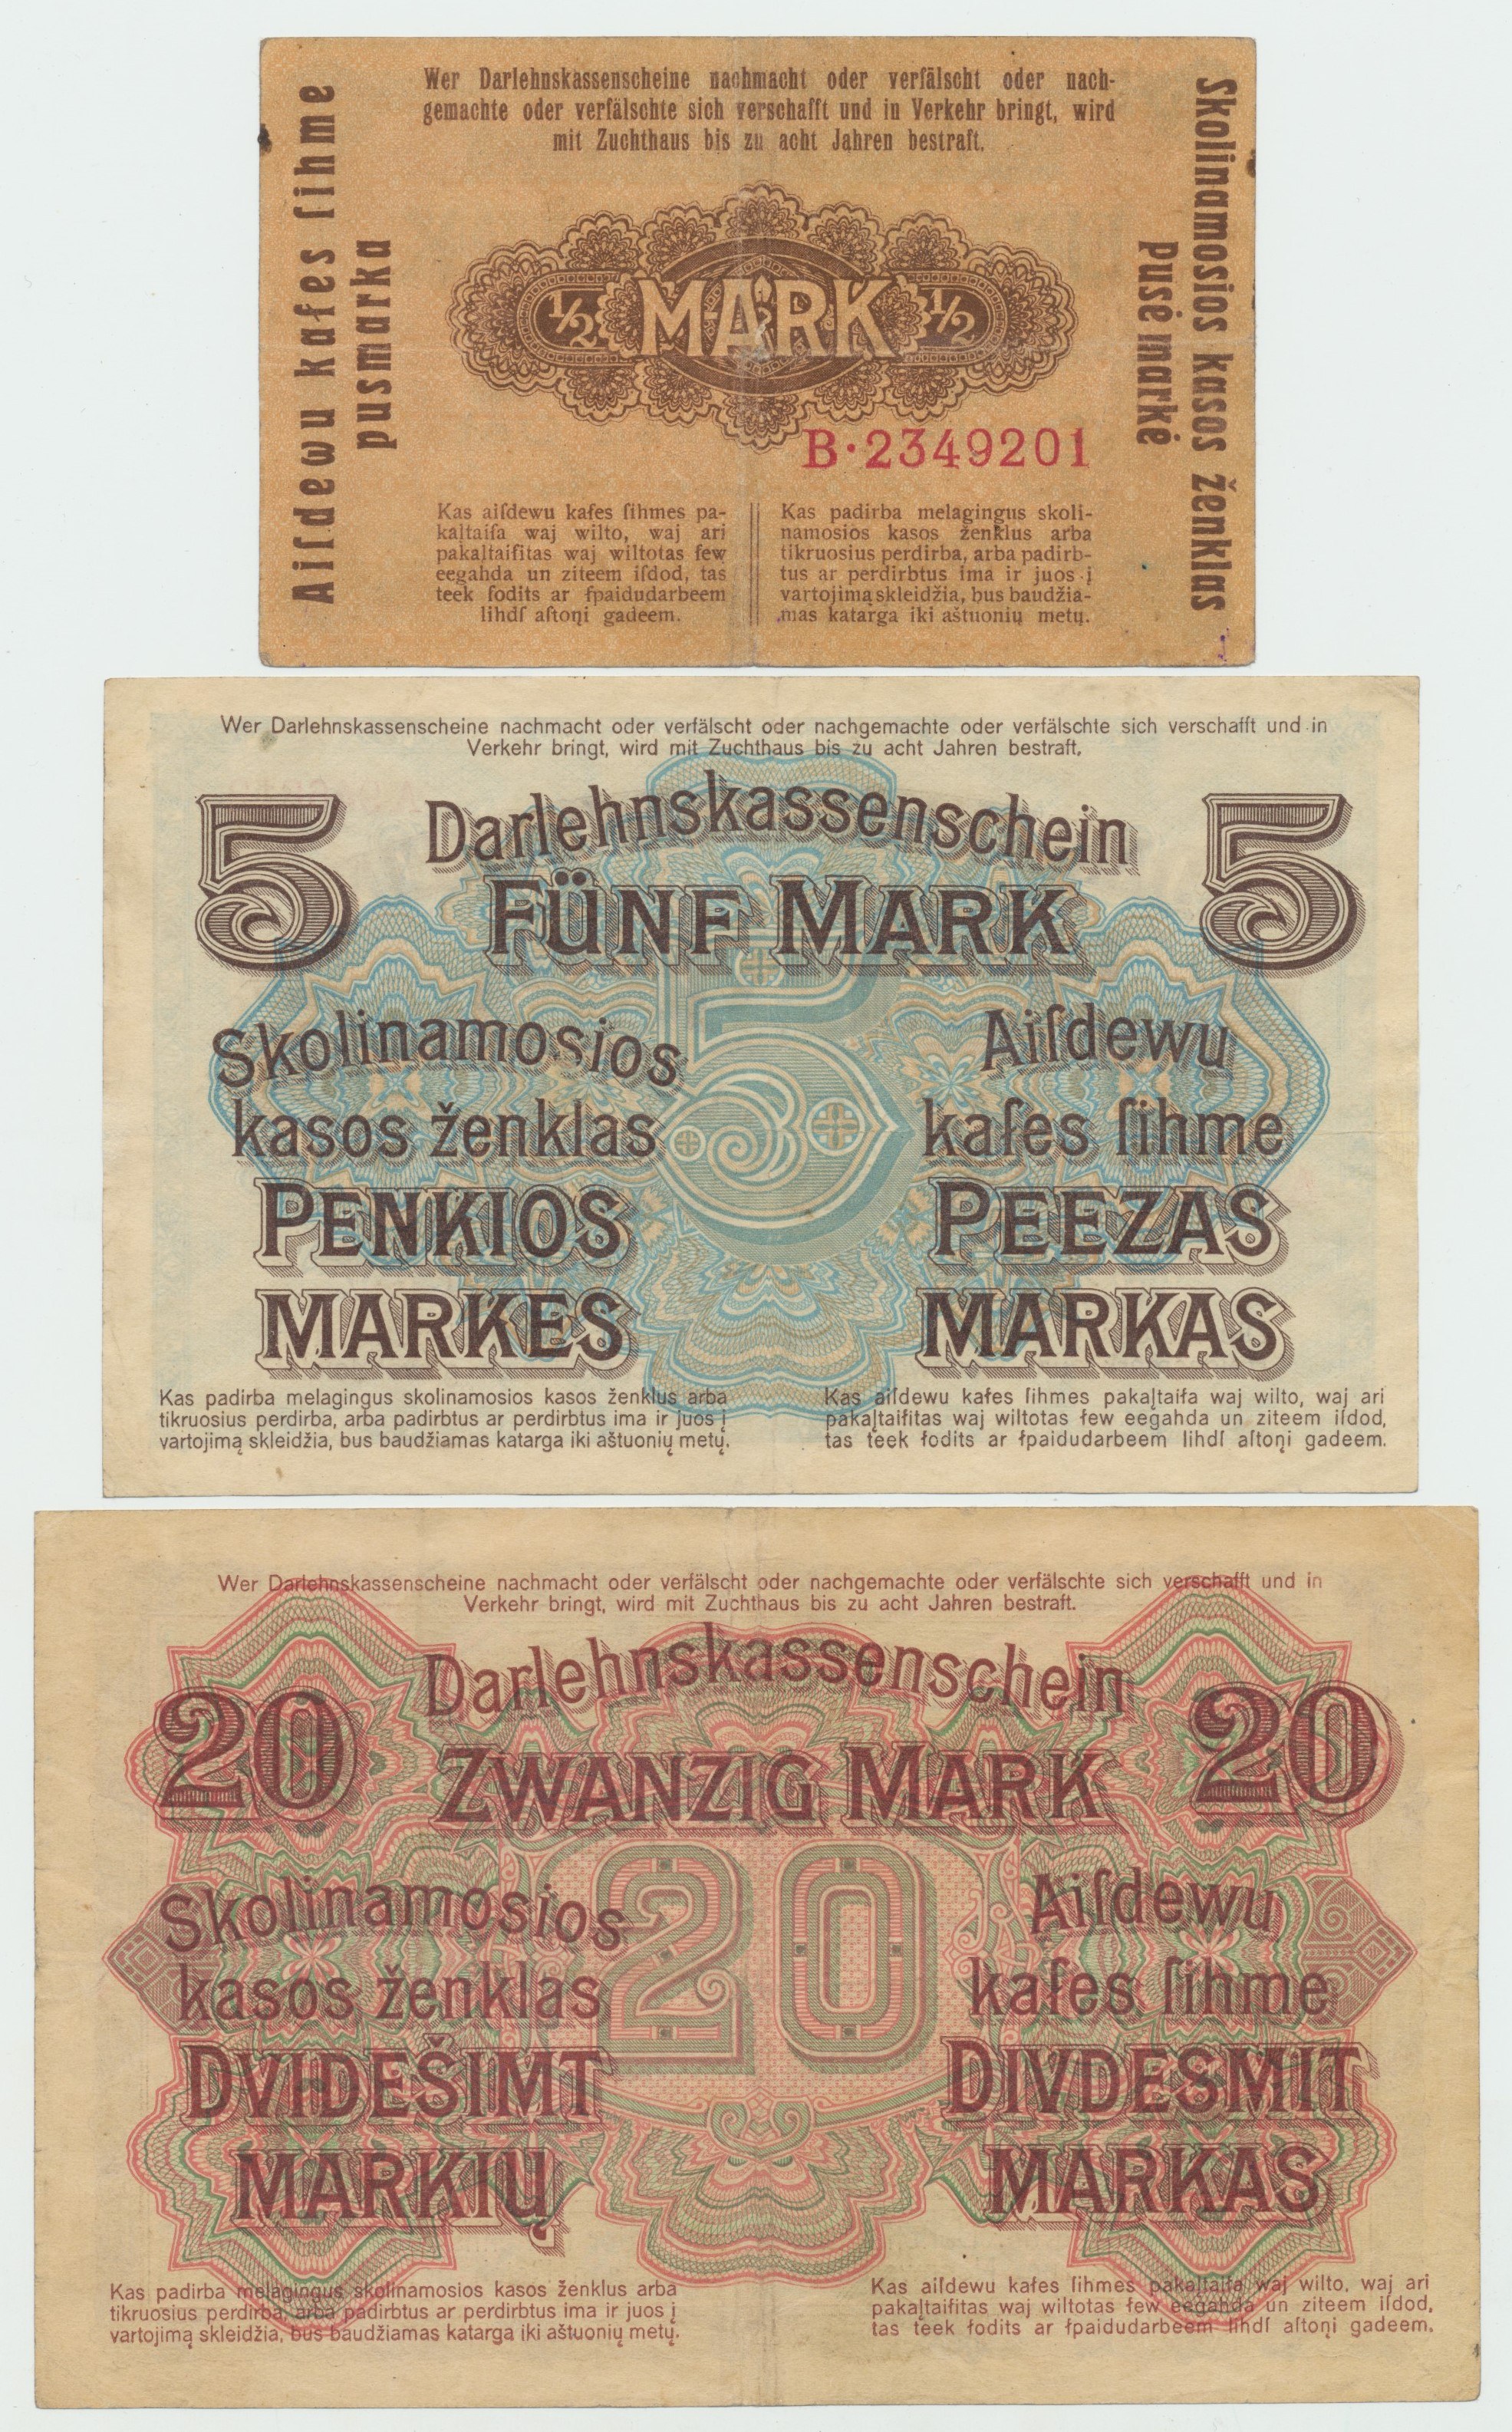 Wer Darlehnskassenscheine nachmacht oder verfälscht oder nach-
gemachte oder verfälschte sich verschafft und in Verkehr bringt, wird
mit Zuchthaus bis zu acht Jahren bestraft.
Aiſdewu kaſes ſihme
pusmarka
½ MARK ½
Skolinamosios kasos ženklas
Pusė markė
B·2349201
Kas aiſdewu kaſes ſihmes pa-
kaļtaiſa waj wilto, waj ari
pakaļtaiſitas waj wiltotas ſew
eegahda un ziteem iſdod, tas
teek ſodits ar ſpaidudarbeem
lihdſ aſtoņi gadeem.
Kas padirba melagingus skoli-
namosios kasos ženklus arba
tikruosius perdirba, arba padirb-
tus ar perdirbtus ima ir juos į
vartojimą skleidžia, bus baudžia-
mas katarga iki aštuonių metų.
Wer Darlehnskassenscheine nachmacht oder verfälscht oder nachgemachte oder verfälschte sich verschafft und in
Verkehr bringt, wird mit Zuchthaus bis zu acht Jahren bestraft.
5 Darlehnskassenschein 5
FÜNF MARK
5
Skolinamosios
kasos ženklas
PENKIOS
MARKES
Aiſdewu
kaſes ſihme
PEEZAS
MARKAS
Kas padirba melagingus skolinamosios kasos ženklus arba
tikruosius perdirba, arba padirbtus ar perdirbtus ima ir juos į
vartojimą skleidžia, bus baudžiamas katarga iki aštuonių metų.
Kas aiſdewu kaſes ſihmes pakaļtaiſa waj wilto, waj ari
pakaļtaiſitas waj wiltotas ſew eegahda un ziteem iſdod,
tas teek ſodits ar ſpaidudarbeem lihdſ aſtoņi gadeem.
Wer Darlehnskassenscheine nachmacht oder verfälscht oder nachgemachte oder verfälschte sich verschafft und in
Verkehr bringt, wird mit Zuchthaus bis zu acht Jahren bestraft.
20 Darlehnskassenschein 20
ZWANZIG MARK
20
Skolinamosios
kasos ženklas
DVIDEŠIMT
MARKIŲ
Aiſdewu
kaſes ſihme
DIVDESMIT
MARKAS
Kas padirba melagingus skolinamosios kasos ženklus arba
tikruosius perdirba, arba padirbtus ar perdirbtus ima ir juos į
vartojimą skleidžia, bus baudžiamas katarga iki aštuonių metų.
Kas aiſdewu kaſes ſihmes pakaļtaiſa waj wilto, waj ari
pakaļtaiſitas waj wiltotas ſew eegahda un ziteem iſdod,
tas teek ſodits ar ſpaidudarbeem lihdſ aſtoņi gadeem.